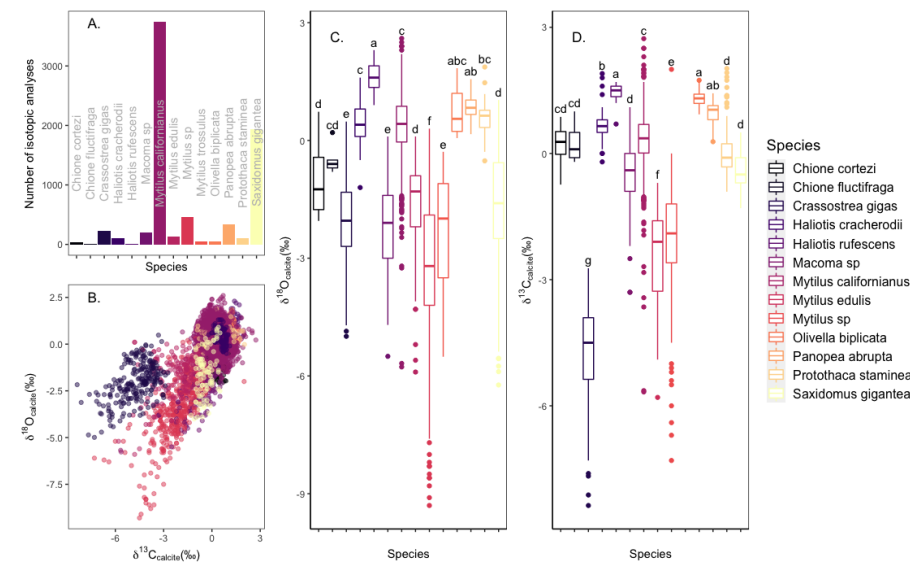 A.
Number of isotopic analyses
3000
2000
1000
0
Chione cortezi
Chione fluctifraga
Crassostrea gigas
Haliotis cracherodii
Haliotis rufescens
Macoma sp
Mytilus californianus
Mytilus edulis
Mytilus sp
Mytilus trossulus
Olivella biplicata
Panopea abrupta
Protothaca staminea
Saxidomus gigantea
Species
B.
δ18Ocalcite(‰)
2.5
0.0
-2.5
-5.0
-7.5
-6
-3
0
3
δ13Ccalcite(‰)
C.
δ18Ocalcite(‰)
3
0
-3
-6
-9
d
cd
e
c
a
e
c
d
f
e
abc
ab
bc
d
Species
D.
δ13Ccalcite(‰)
3
0
-3
-6
cd
cd
g
b
a
d
c
f
e
a
ab
d
d
Species
Species
Chione cortezi
Chione fluctifraga
Crassostrea gigas
Haliotis cracherodii
Haliotis rufescens
Macoma sp
Mytilus californianus
Mytilus edulis
Mytilus sp
Olivella biplicata
Panopea abrupta
Protothaca staminea
Saxidomus gigantea